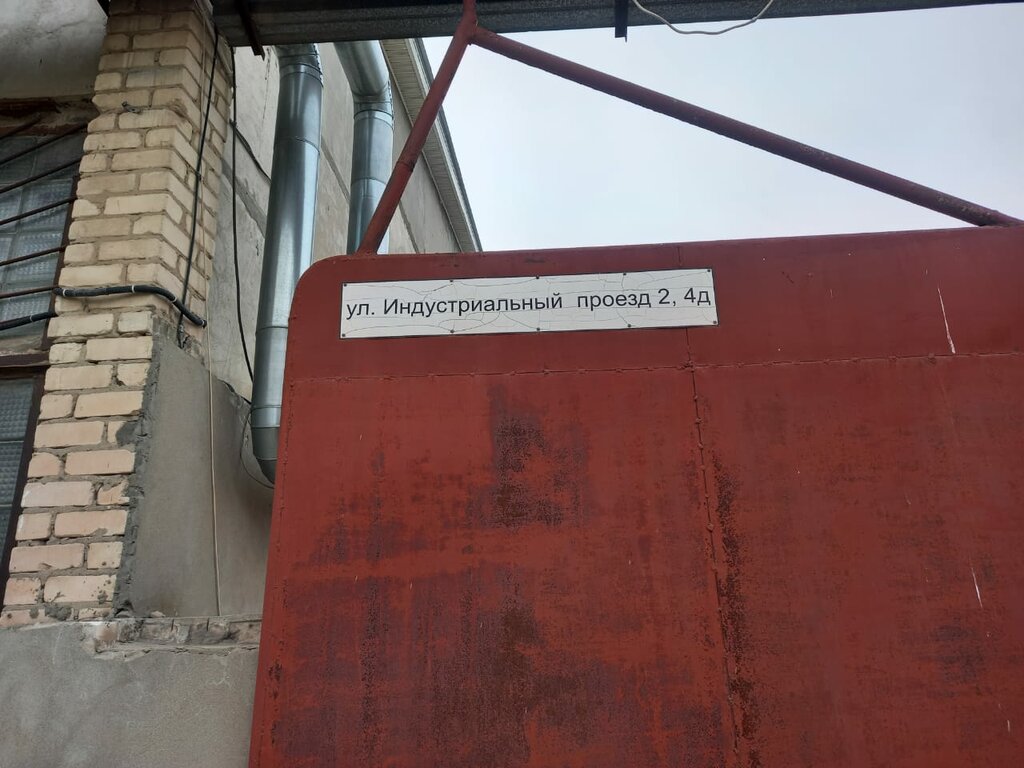 ул. Индустриальный проезд 2, 4д